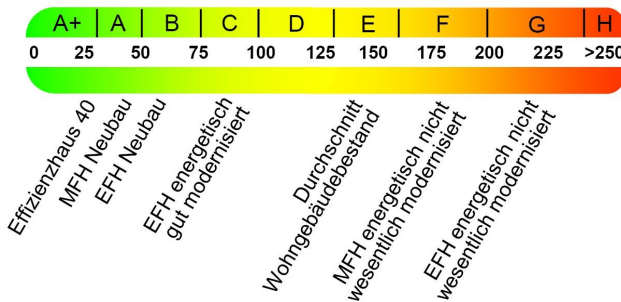 A+ A B C D E F G H
0 25 50 75 100 125 150 175 200 225 >250
Effizienzhaus 40
MFH Neubau
EFH Neubau
EFH energetisch
gut modernisiert
Durchschnitt
Wohngebäudebestand
MFH energetisch nicht
wesentlich modernisiert
EFH energetisch nicht
wesentlich modernisiert